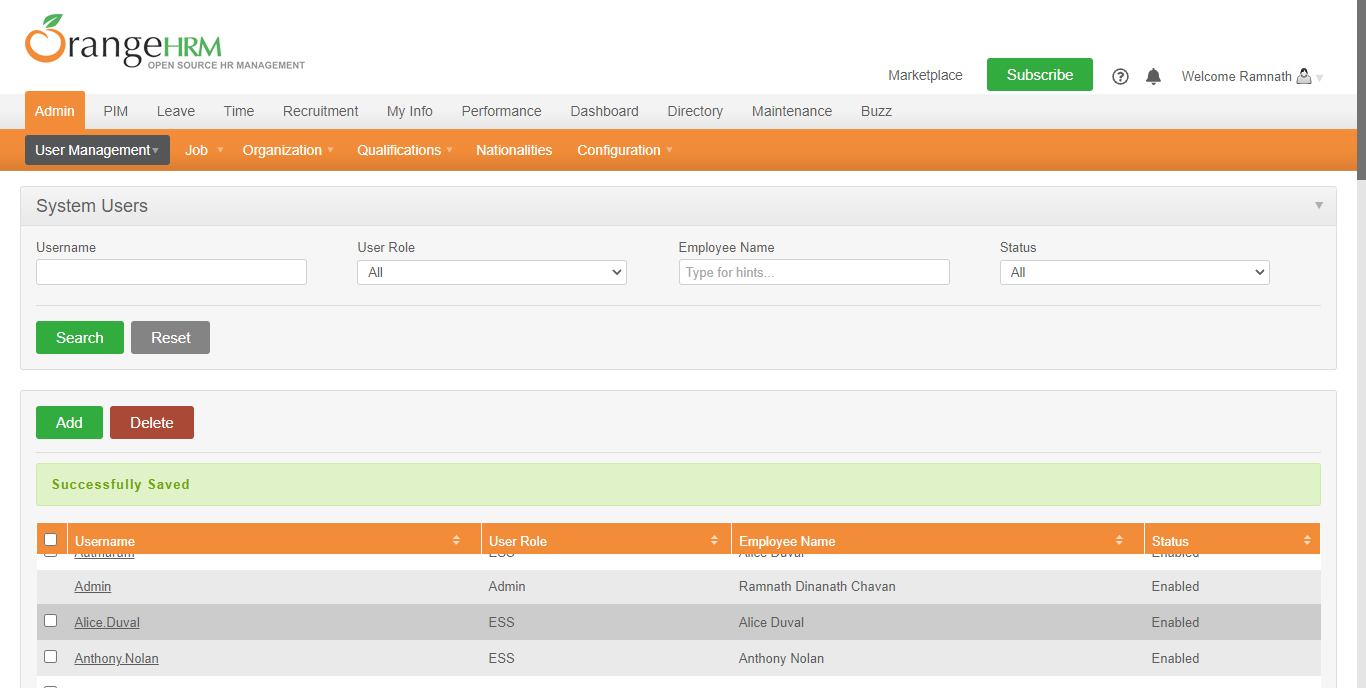 OrangeHRM
OPEN SOURCE HR MANAGEMENT
Marketplace
Subscribe
Welcome Ramnath
Admin
PIM
Leave
Time
Recruitment
My Info
Performance
Dashboard
Directory
Maintenance
Buzz
User Management
Job
Organization
Qualifications
Nationalities
Configuration
System Users
Username
User Role
Employee Name
Status
All
Type for hints...
All
Search
Reset
Add
Delete
Successfully Saved
Username
User Role
Employee Name
Status
ESS
Alice Duval
Enabled
Admin
Admin
Ramnath Dinanath Chavan
Enabled
Alice.Duval
ESS
Alice Duval
Enabled
Anthony.Nolan
ESS
Anthony Nolan
Enabled